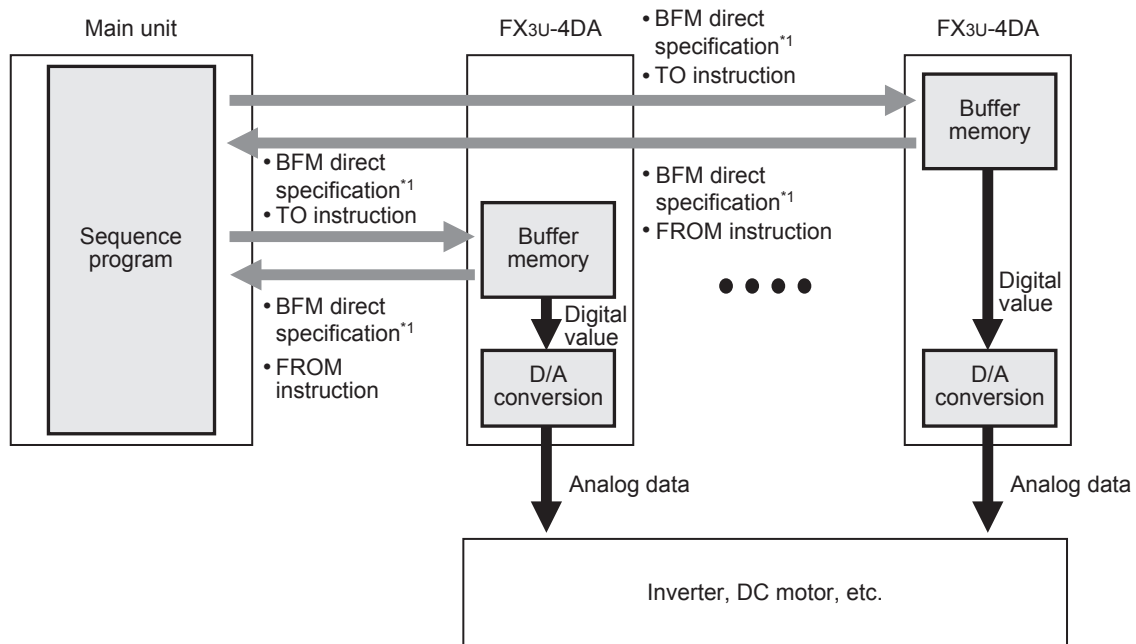 Main unit
FX3U-4DA
• BFM direct
specification*1
• TO instruction
FX3U-4DA
Sequence
program
• BFM direct
specification*1
• TO instruction
Buffer
memory
• BFM direct
specification*1
• FROM instruction
Buffer
memory
• BFM direct
specification*1
• FROM
instruction
Digital
value
D/A
conversion
Digital
value
D/A
conversion
Analog data
Analog data
Inverter, DC motor, etc.